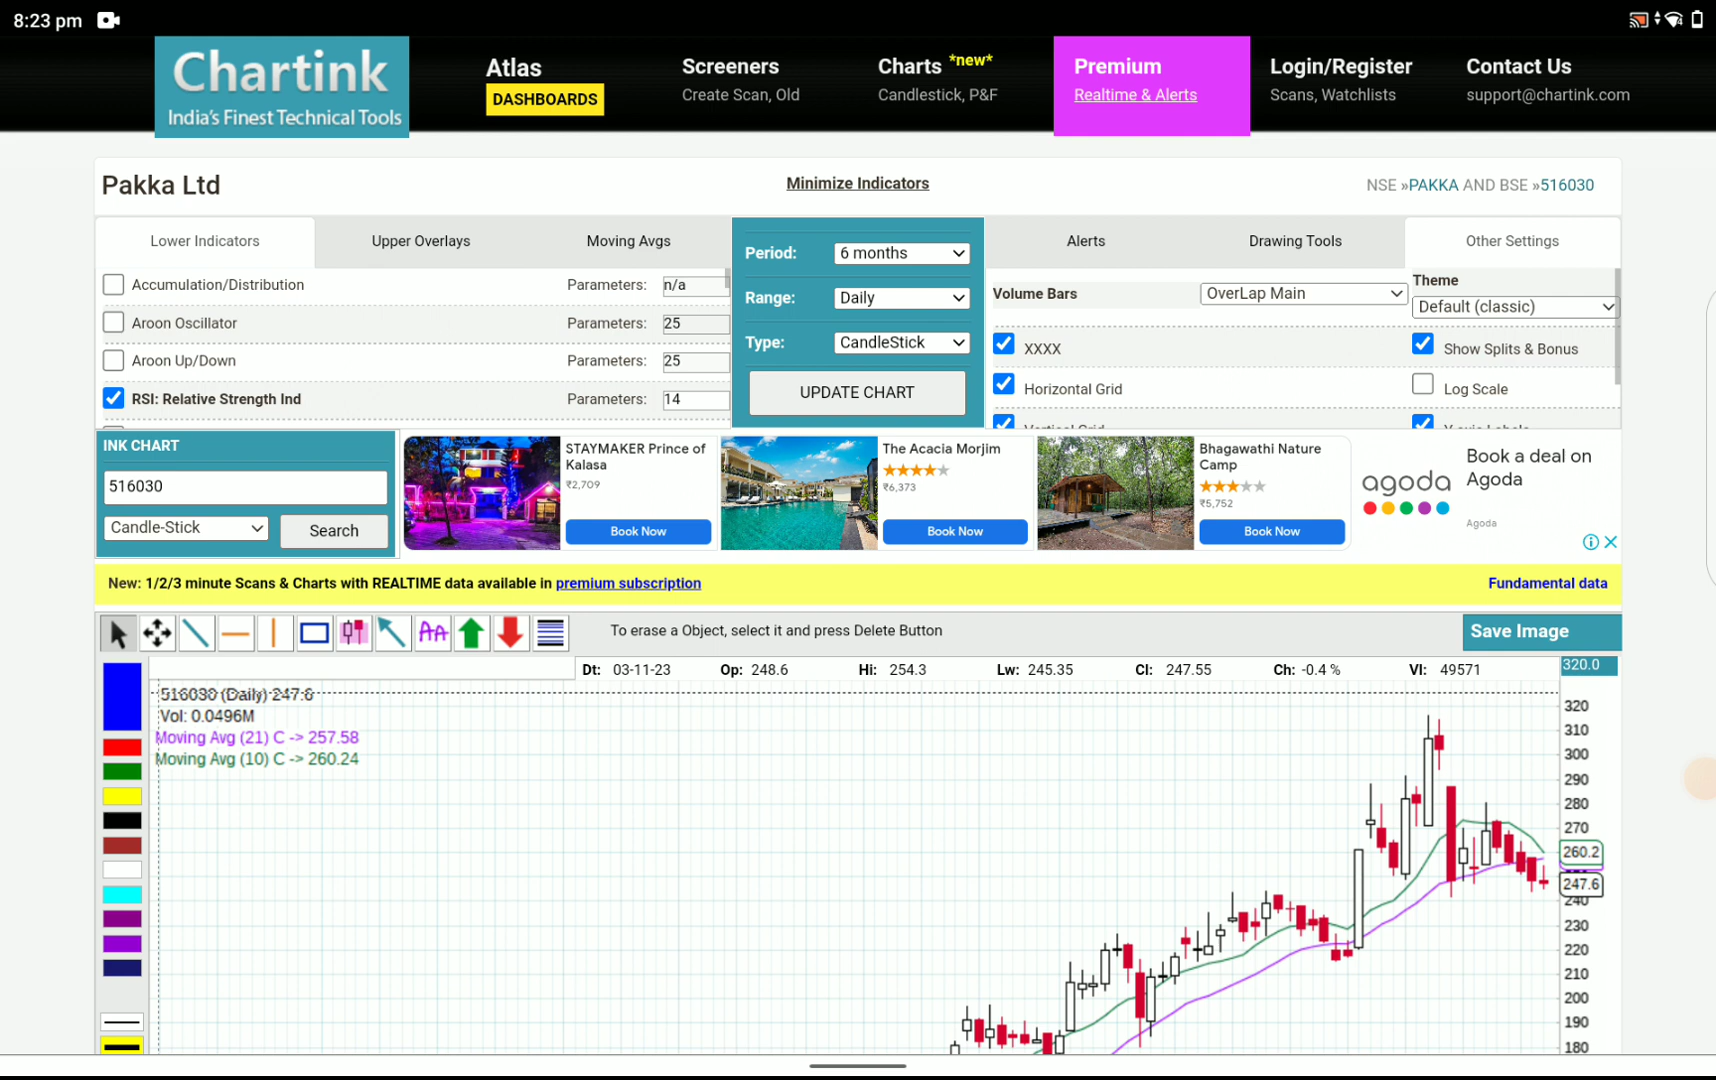 8:23 pm
Chartink
India's Finest Technical Tools
Atlas
DASHBOARDS
Screeners
Create Scan, Old
Charts *new*
Candlestick, P&F
Premium
Realtime & Alerts
Login/Register
Scans, Watchlists
Contact Us
support@chartink.com
Pakka Ltd
Minimize Indicators
NSE »PAKKA AND BSE »516030
Lower Indicators
Upper Overlays
Moving Avgs
Accumulation/Distribution Parameters: n/a
Aroon Oscillator Parameters: 25
Aroon Up/Down Parameters: 25
RSI: Relative Strength Ind Parameters: 14
Period: 6 months
Range: Daily
Type: CandleStick
UPDATE CHART
Alerts
Drawing Tools
Other Settings
Volume Bars OverLap Main
Theme
Default (classic)
XXXX
Show Splits & Bonus
Horizontal Grid
Log Scale
INK CHART
516030
Candle-Stick
Search
STAYMAKER Prince of
Kalasa
₹2,709
Book Now
The Acacia Morjim
₹6,373
Book Now
Bhagawathi Nature
Camp
₹5,752
Book Now
agoda
Book a deal on
Agoda
Agoda
New: 1/2/3 minute Scans & Charts with REALTIME data available in premium subscription
Fundamental data
AA
To erase a Object, select it and press Delete Button
Save Image
Dt: 03-11-23 Op: 248.6 Hi: 254.3 Lw: 245.35 Cl: 247.55 Ch: -0.4 % Vl: 49571
320.0
516030 (Daily) 247.6
Vol: 0.0496M
Moving Avg (21) C -> 257.58
Moving Avg (10) C -> 260.24
320
310
300
290
280
270
260.2
247.6
240
230
220
210
200
190
180